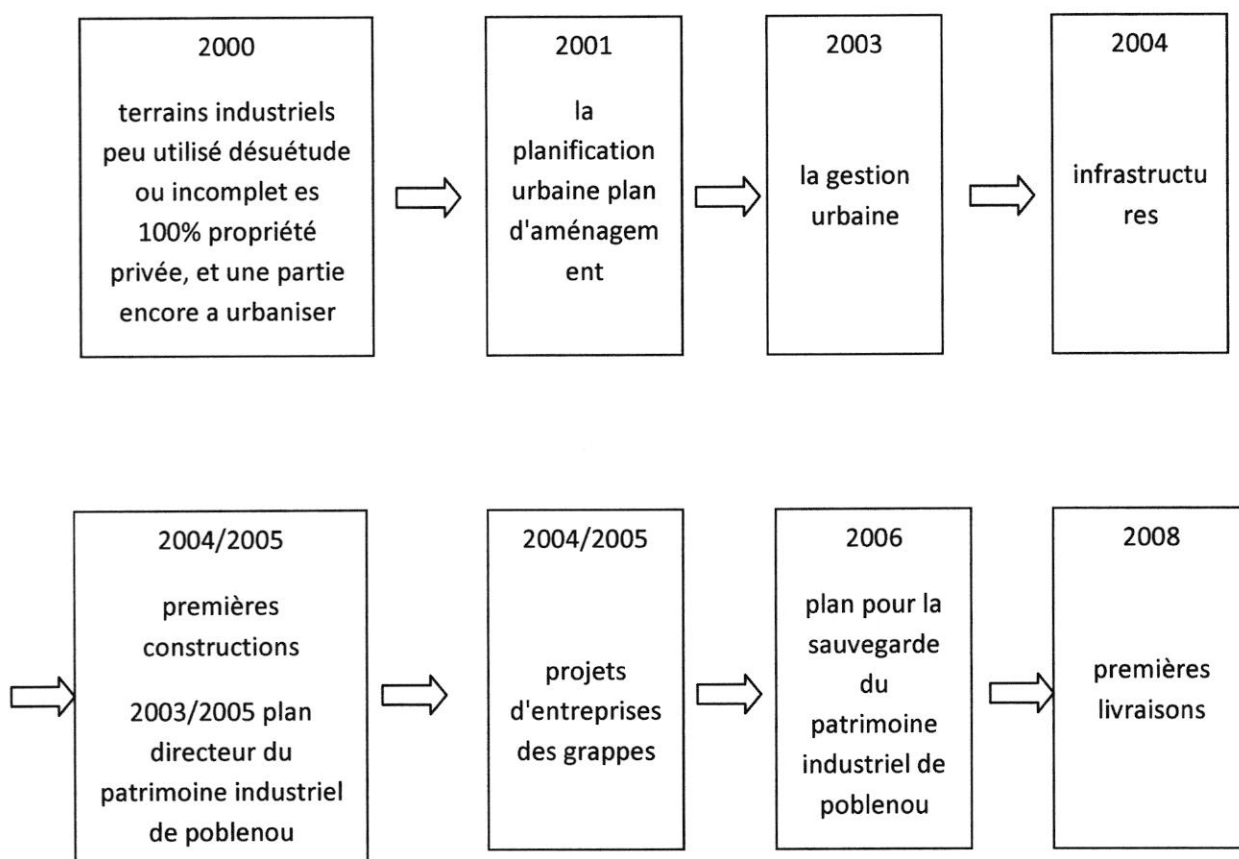 2000
terrains industriels
peu utilisé désuétude
ou incomplet es
100% propriété
privée, et une partie
encore a urbaniser
2001
la
planification
urbaine plan
d'aménagem
ent
2003
la gestion
urbaine
2004
infrastructu
res
2004/2005
premières
constructions
2003/2005 plan
directeur du
patrimoine industriel
de poblenou
2004/2005
projets
d'entreprises
des grappes
2006
plan pour la
sauvegarde
du
patrimoine
industriel de
poblenou
2008
premières
livraisons